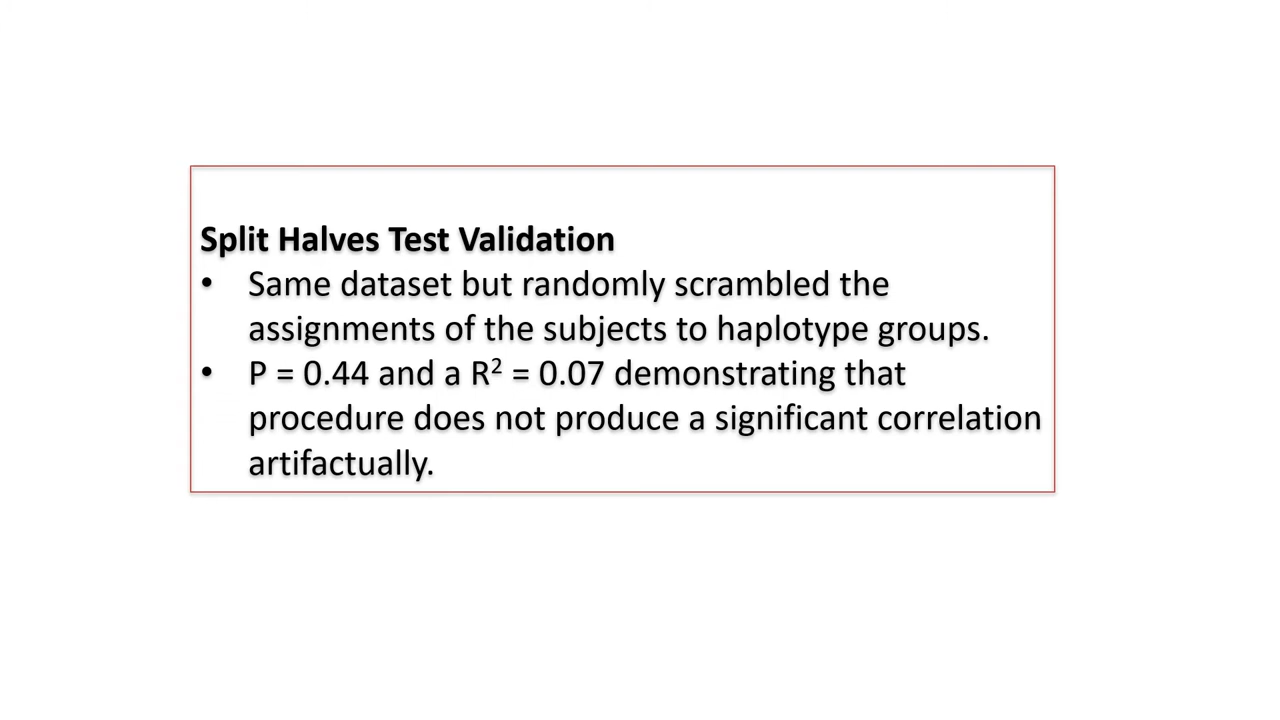 Split Halves Test Validation
• Same dataset but randomly scrambled the
assignments of the subjects to haplotype groups.
• P = 0.44 and a R² = 0.07 demonstrating that
procedure does not produce a significant correlation
artifactually.